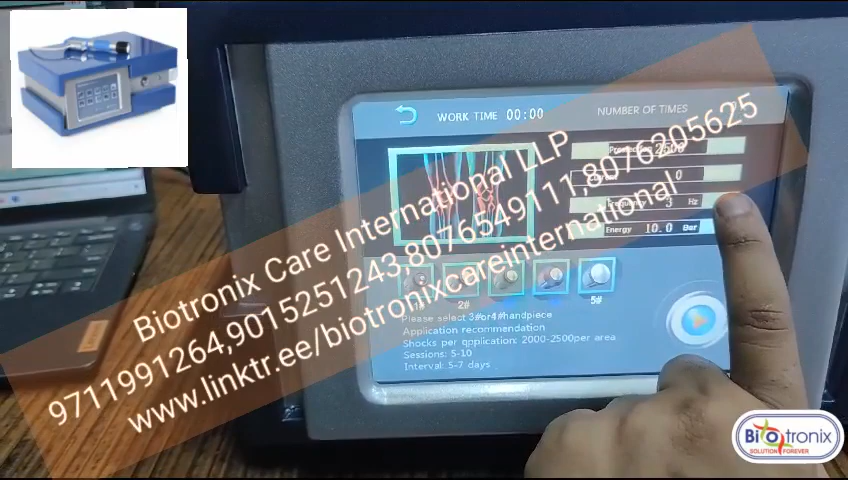 WORK TIME 00:00
NUMBER OF TIMES
2500
0
Frequency 3 Hz
Energy 10.0 Bar
2#
5#
Please select 3#or4#handpiece
Application recommendation
Shocks per application: 2000-2500per area
Sessions: 5-10
Interval: 5-7 days
Biotronix Care International LLP
9711991264,9015251243,8076549111,8076205625
www.linktr.ee/biotronixcareinternational
Biotronix
SOLUTION FOREVER